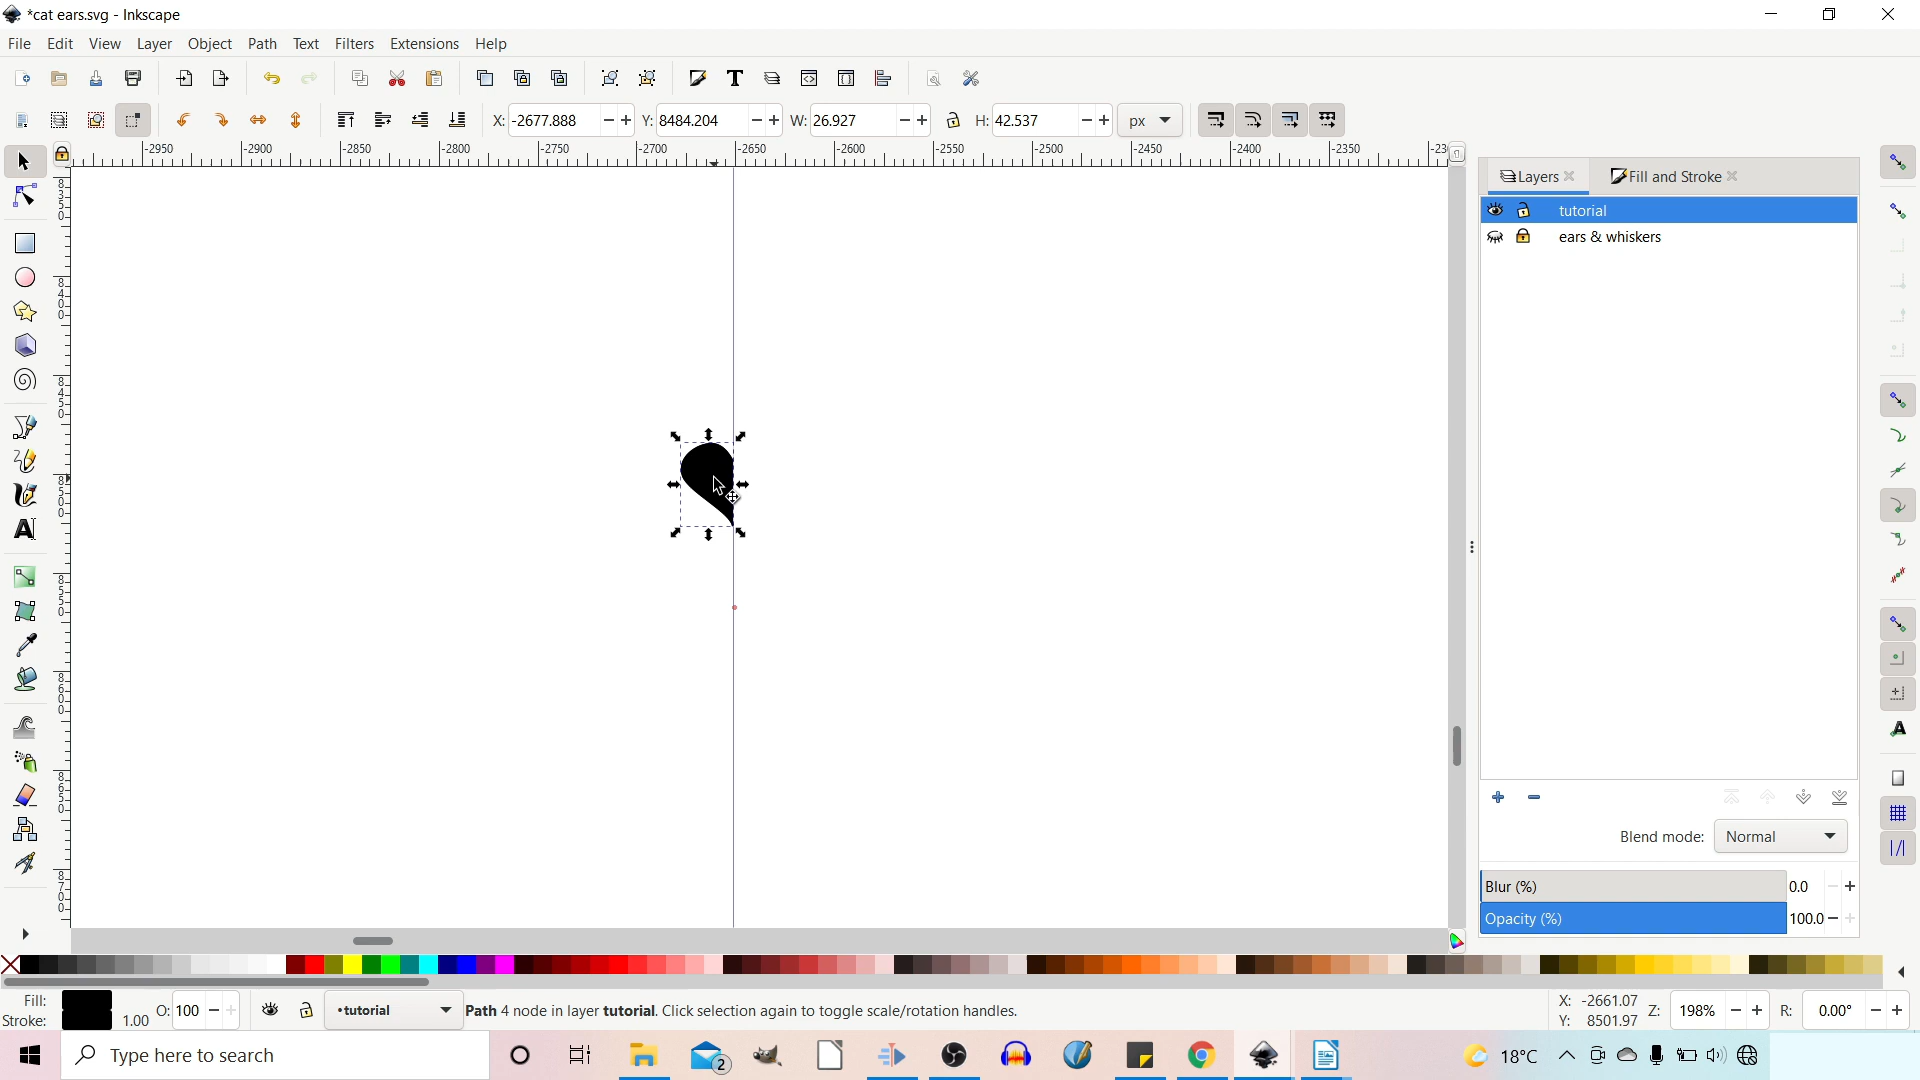 *cat ears.svg - Inkscape
File Edit View Layer Object Path Text Filters Extensions Help
X: -2677.888 Y: 8484.204 W: 26.927 H: 42.537 px
-2950 -2900 -2850 -2800 -2750 -2700 -2650 -2600 -2550 -2500 -2450 -2400 -2350 -23
Layers Fill and Stroke
tutorial
ears & whiskers
Blend mode: Normal
Blur (%) 0.0
Opacity (%) 100.0
Fill:
Stroke: 1.00 O: 100 •tutorial Path 4 node in layer tutorial. Click selection again to toggle scale/rotation handles.
X: -2661.07
Y: 8501.97
Z: 198% R: 0.00°
Type here to search
2
18°C